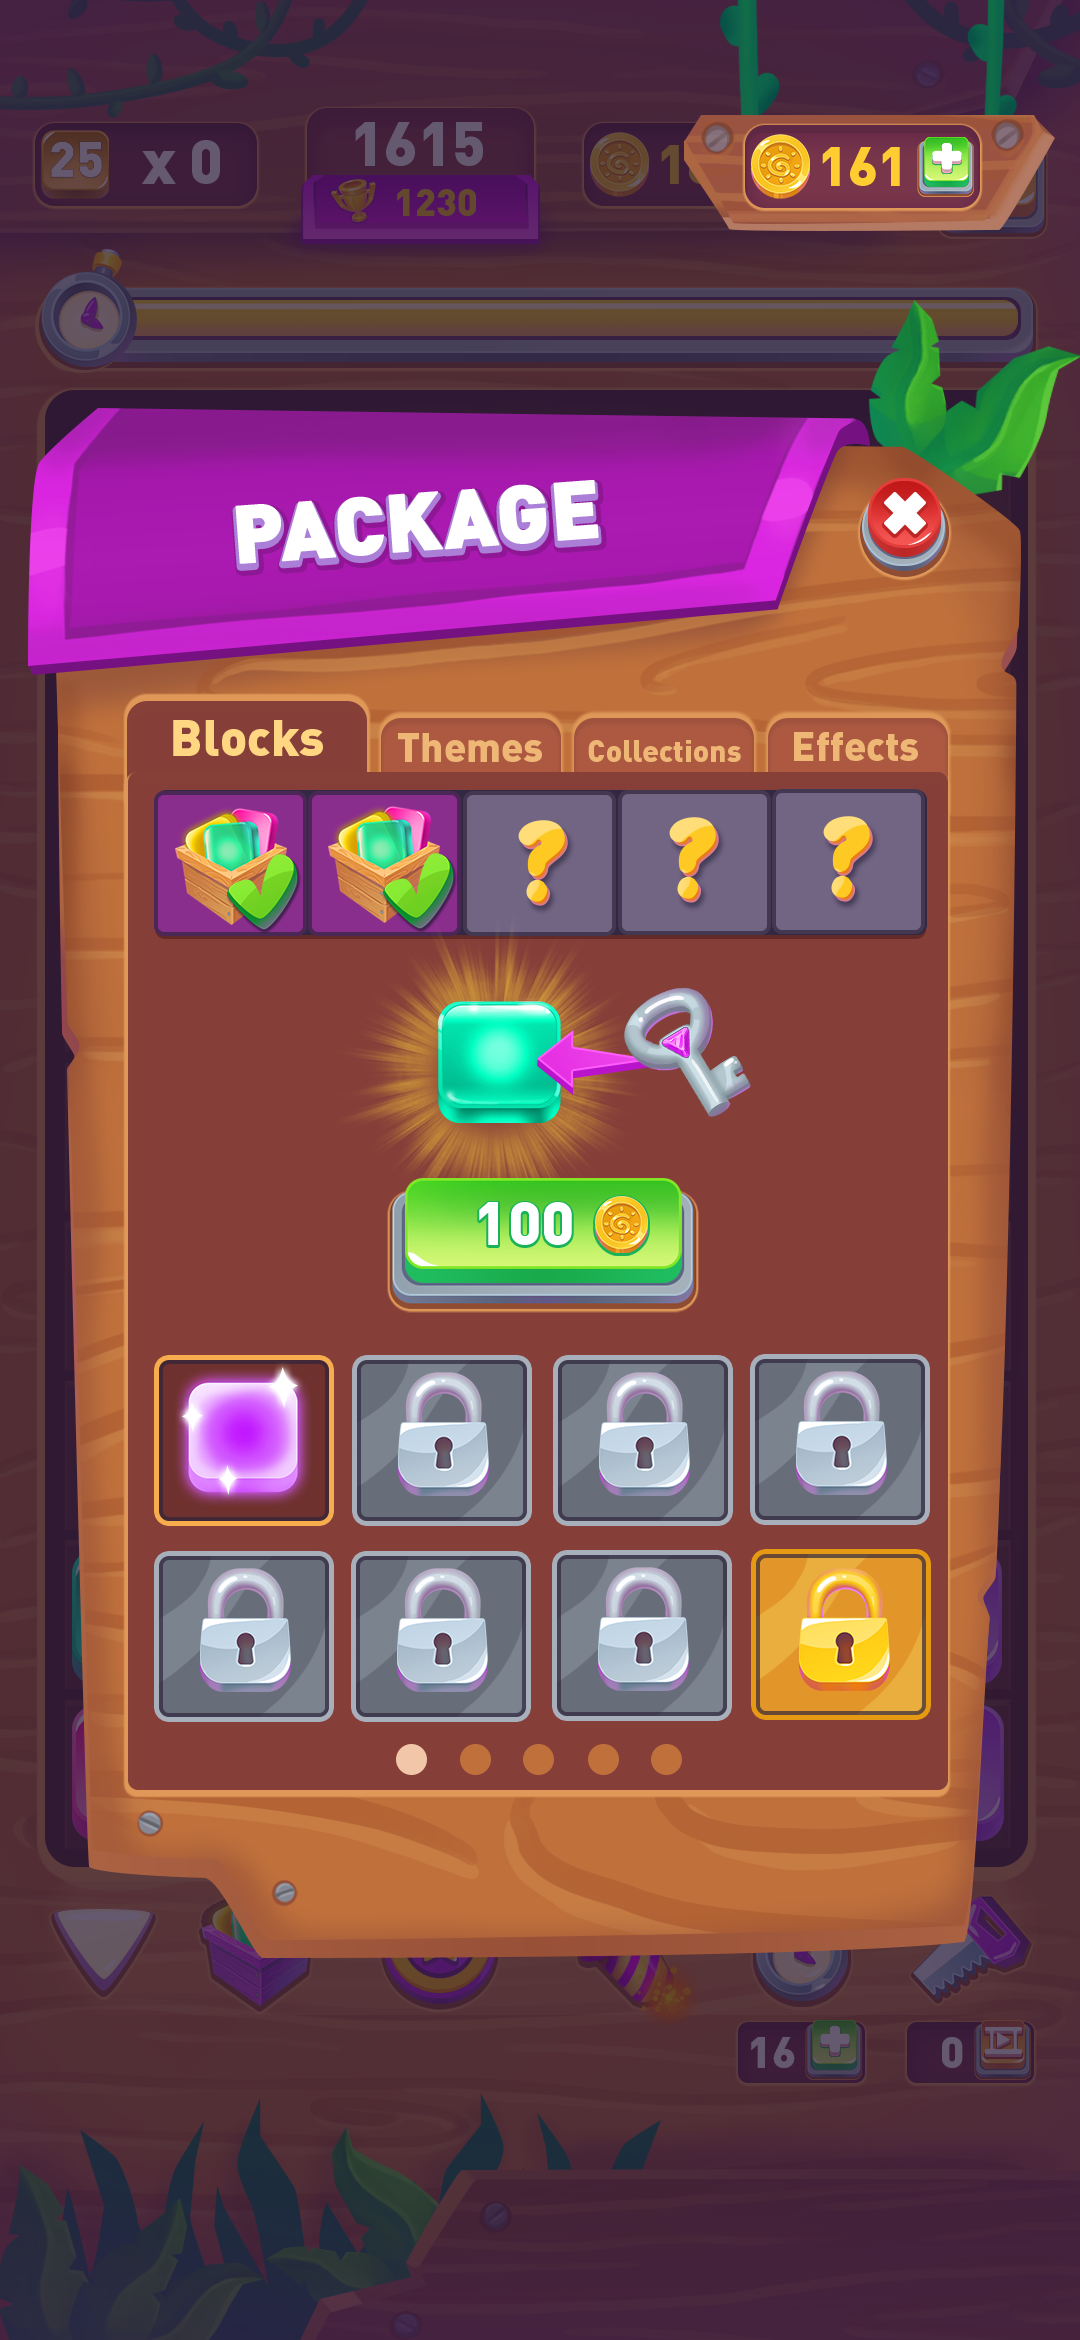 25 x 0
1615
1230
161
PACKAGE
Blocks
Themes
Collections
Effects
? ? ?
100
16
0